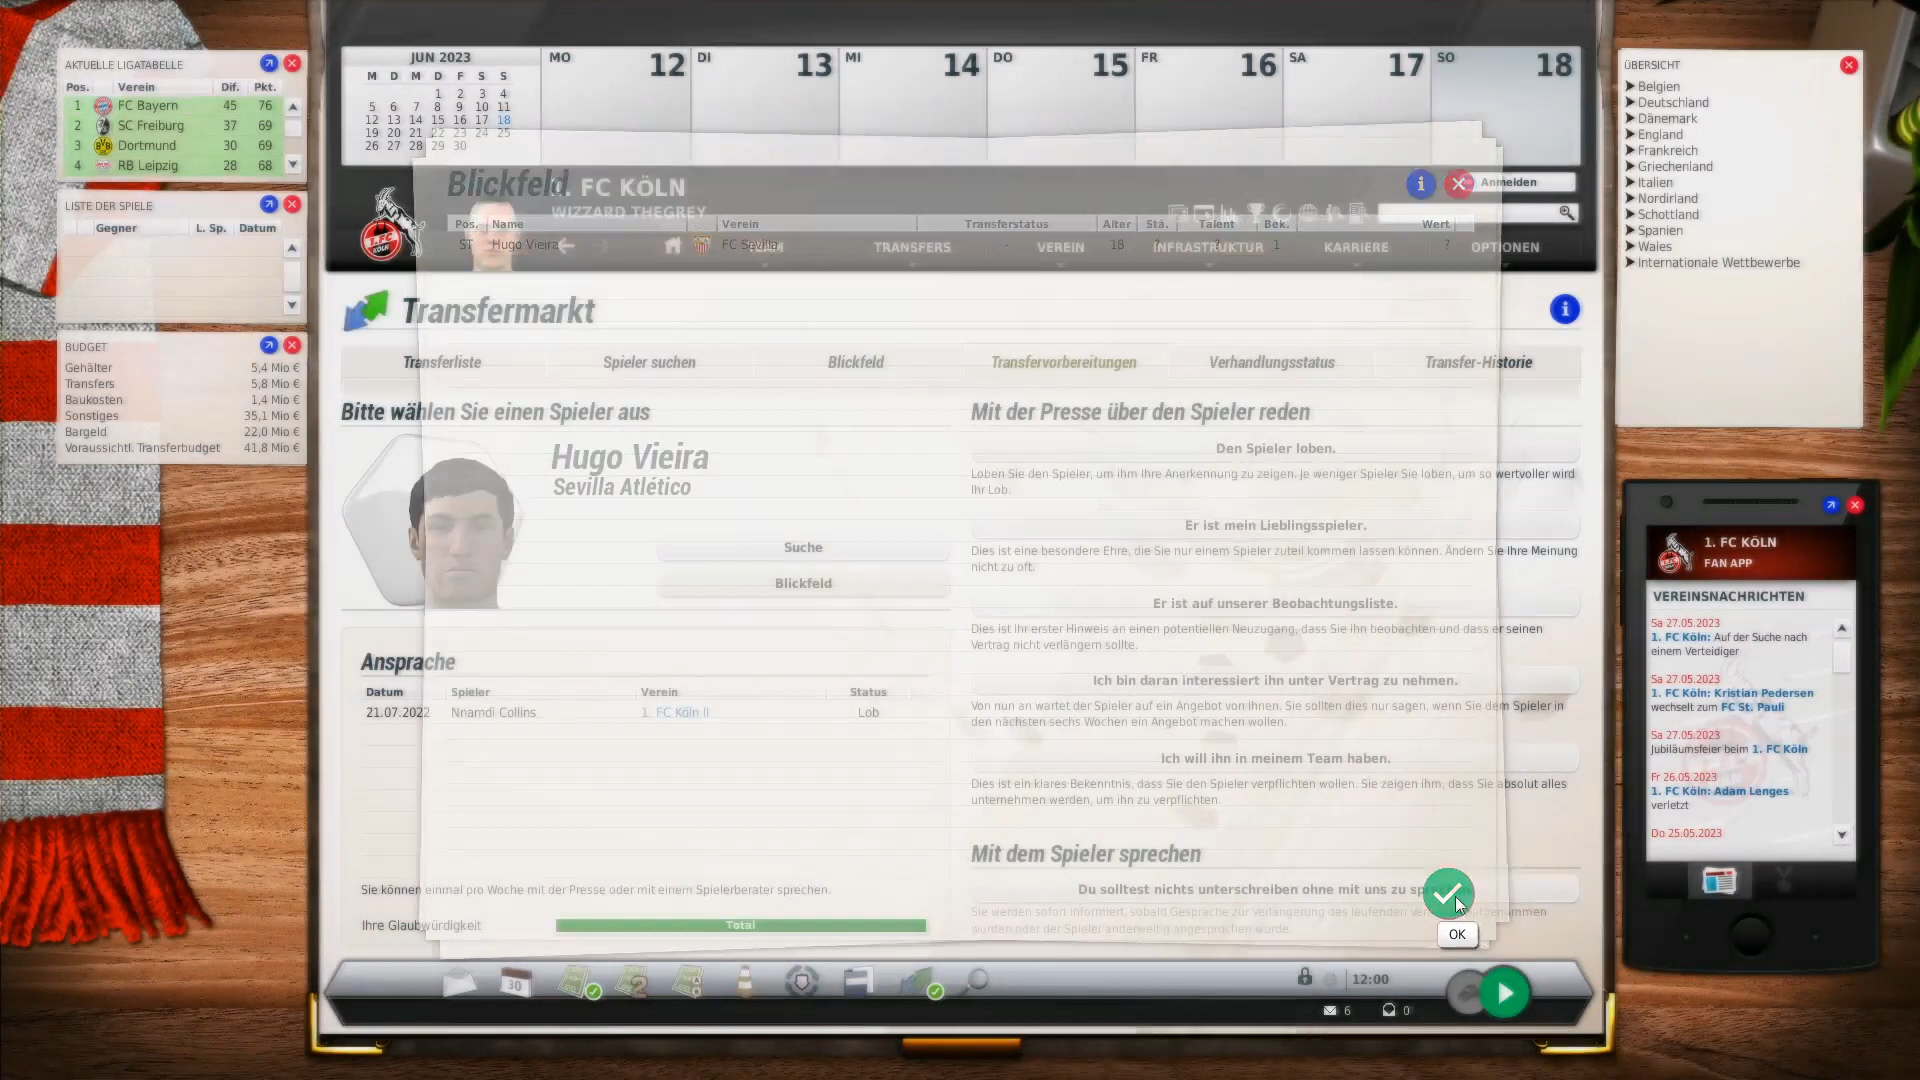 AKTUELLE LIGATABELLE
Pos. Verein Dif. Pkt.
1 FC Bayern 45 76
2 SC Freiburg 37 69
3 Dortmund 30 69
4 RB Leipzig 28 68
LISTE DER SPIELE
Gegner L. Sp. Datum
BUDGET
Gehälter 5,4 Mio €
Transfers 5,8 Mio €
Baukosten 1,4 Mio €
Sonstiges 35,1 Mio €
Bargeld 22,0 Mio €
Voraussichtl. Transferbudget 41,8 Mio €
JUN 2023
M D M D F S S
1 2 3 4
5 6 7 8 9 10 11
12 13 14 15 16 17 18
19 20 21 22 23 24 25
26 27 28 29 30
MO 12 DI 13 MI 14 DO 15 FR 16 SA 17 SO 18
Blickfeld
FC KÖLN
WIZZARD THEGREY
Anmelden
Pos. Name Verein Transferstatus Alter Stä. Talent Bek. Wert
ST Hugo Vieira FC Sevilla - 18 ? ? 1 ?
TRANSFERS VEREIN INFRASTRUKTUR KARRIERE OPTIONEN
Transfermarkt
Transferliste Spieler suchen Blickfeld Transfervorbereitungen Verhandlungsstatus Transfer-Historie
Bitte wählen Sie einen Spieler aus
Hugo Vieira
Sevilla Atlético
Suche
Blickfeld
Ansprache
Datum Spieler Verein Status
21.07.2022 Nnamdi Collins 1. FC Köln II Lob
Sie können einmal pro Woche mit der Presse oder mit einem Spielerberater sprechen.
Ihre Glaubwürdigkeit Total
Mit der Presse über den Spieler reden
Den Spieler loben.
Loben Sie den Spieler, um ihm Ihre Anerkennung zu zeigen. Je weniger Spieler Sie loben, um so wertvoller wird
Ihr Lob.
Er ist mein Lieblingsspieler.
Dies ist eine besondere Ehre, die Sie nur einem Spieler zuteil kommen lassen können. Ändern Sie Ihre Meinung
nicht zu oft.
Er ist auf unserer Beobachtungsliste.
Dies ist Ihr erster Hinweis an einen potentiellen Neuzugang, dass Sie ihn beobachten und dass er seinen
Vertrag nicht verlängern sollte.
Ich bin daran interessiert ihn unter Vertrag zu nehmen.
Von nun an wartet der Spieler auf ein Angebot von Ihnen. Sie sollten dies nur sagen, wenn Sie dem Spieler in
den nächsten sechs Wochen ein Angebot machen wollen.
Ich will ihn in meinem Team haben.
Dies ist ein klares Bekenntnis, dass Sie den Spieler verpflichten wollen. Sie zeigen ihm, dass Sie absolut alles
unternehmen werden, um ihn zu verpflichten.
Mit dem Spieler sprechen
Du solltest nichts unterschreiben ohne mit uns zu
Sie werden sofort informiert, sobald Gespräche zur Verlängerung des laufenden
wurden oder der Spieler anderweitig angesprochen wurde.
OK
30
2
12:00
6 0
ÜBERSICHT
Belgien
Deutschland
Dänemark
England
Frankreich
Griechenland
Italien
Nordirland
Schottland
Spanien
Wales
Internationale Wettbewerbe
1. FC KÖLN
FAN APP
VEREINSNACHRICHTEN
Sa 27.05.2023
1. FC Köln: Auf der Suche nach
einem Verteidiger
Sa 27.05.2023
1. FC Köln: Kristian Pedersen
wechselt zum FC St. Pauli
Sa 27.05.2023
Jubiläumsfeier beim 1. FC Köln
Fr 26.05.2023
1. FC Köln: Adam Lenges
verletzt
Do 25.05.2023